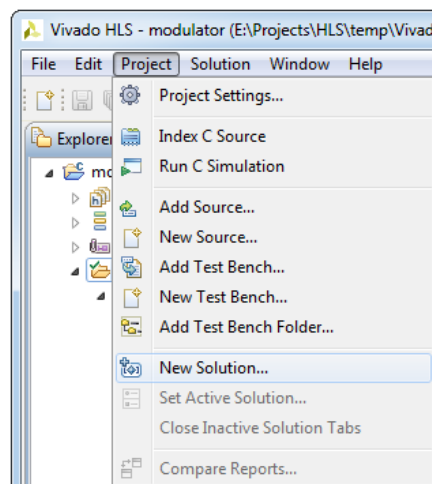 Vivado HLS - modulator (E:\Projects\HLS\temp\Vivad
File Edit Project Solution Window Help
Project Settings...
Explorer
Index C Source
Run C Simulation
Add Source...
New Source...
Add Test Bench...
New Test Bench...
Add Test Bench Folder...
New Solution...
Set Active Solution...
Close Inactive Solution Tabs
Compare Reports...